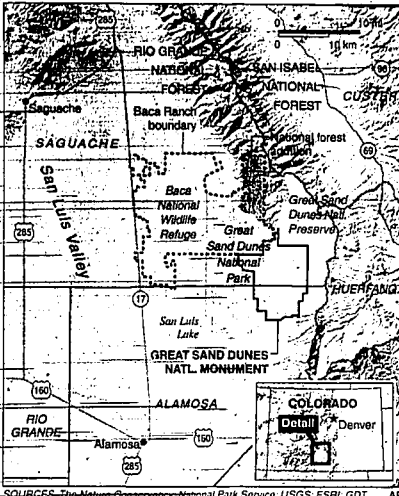 285
0 10 mi
0 10 km
RIO GRANDE
NATIONAL
FOREST
SAN ISABEL
NATIONAL
FOREST
96
CUSTER
Saguache
Baca Ranch
boundary
National forest
addition
69
SAGUACHE
San Luis Valley
Baca
National
Wildlife
Refuge
Great Sand
Dunes Natl.
Preserve
Great
Sand Dunes
National
Park
285
17
HUERFANO
San Luis
Lake
GREAT SAND DUNES
NATL. MONUMENT
160
ALAMOSA
RIO
GRANDE
Alamosa
160
285
COLORADO
Detail
Denver
SOURCES: The Nature Conservancy; National Park Service; USGS; ESRI; GDT